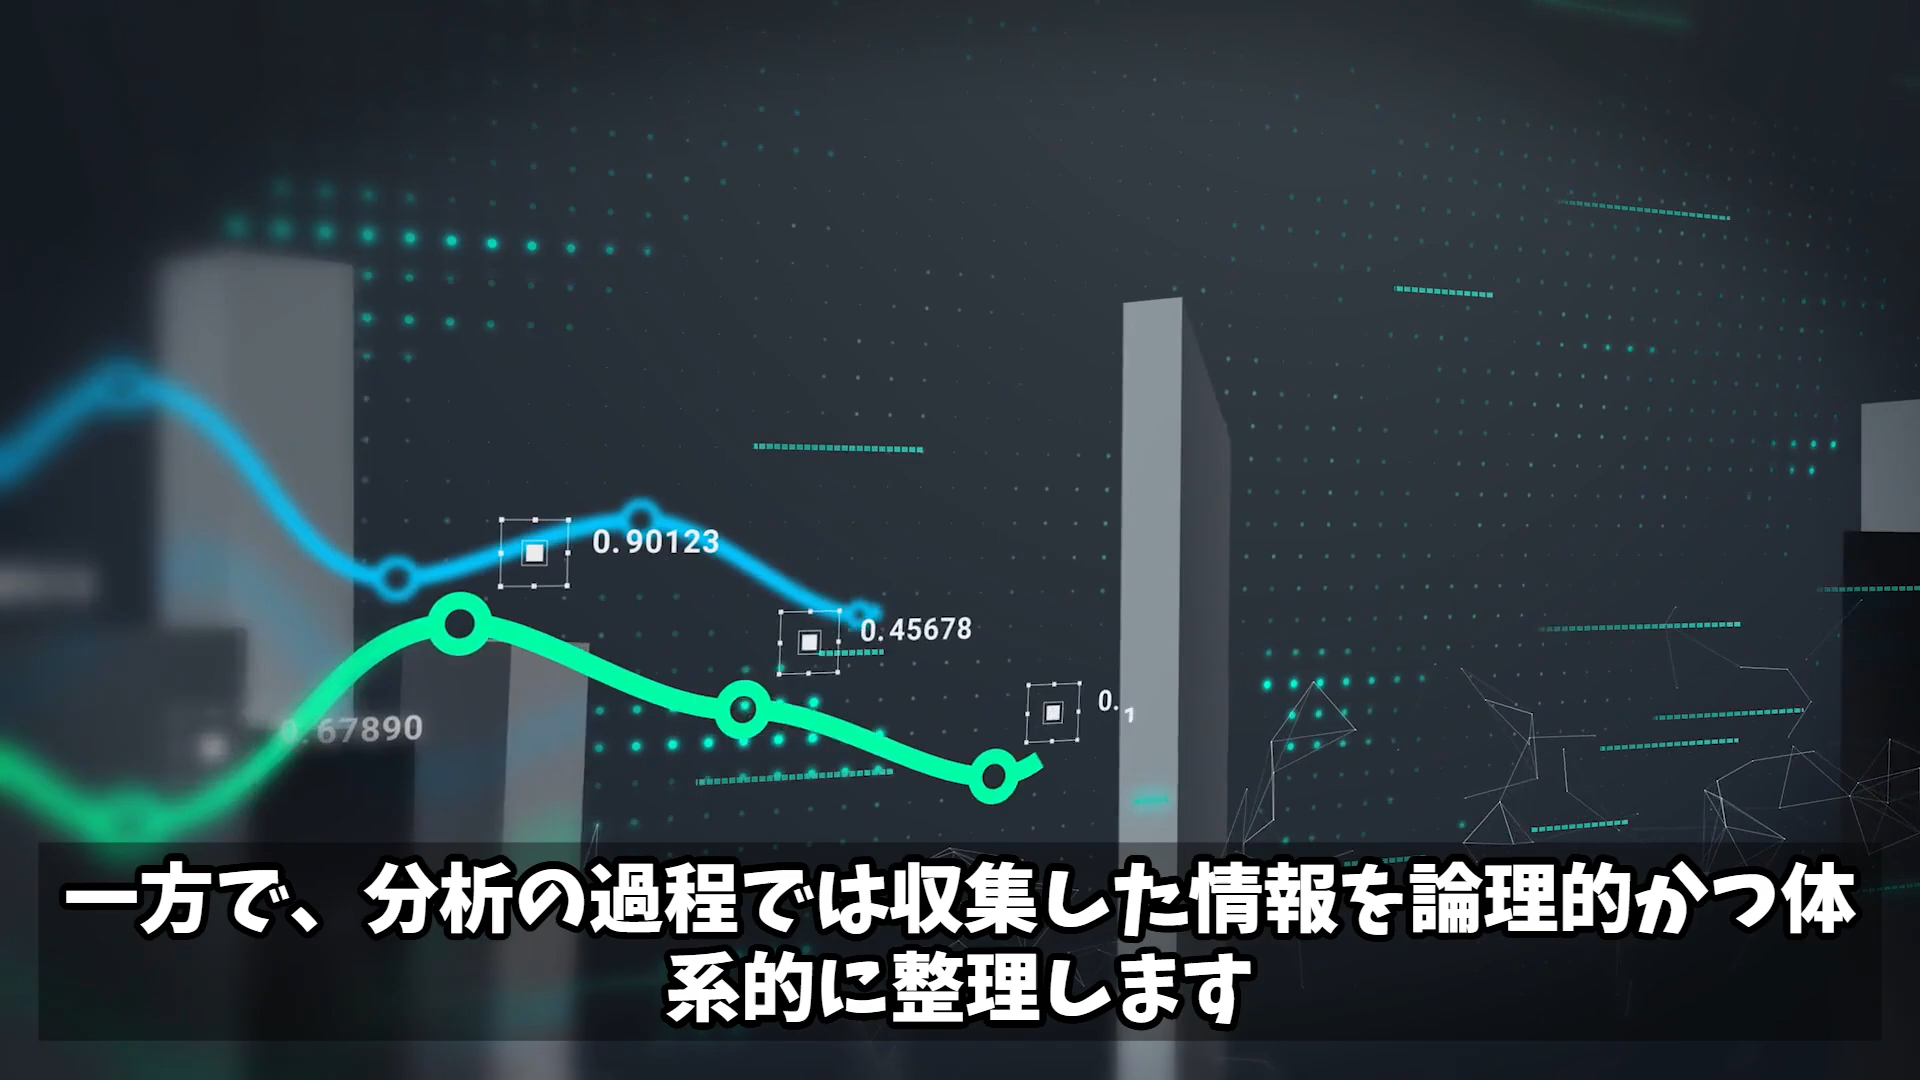 0.90123
0.45678
0.67890
一方で、分析の過程では収集した情報を論理的かつ体
系的に整理します